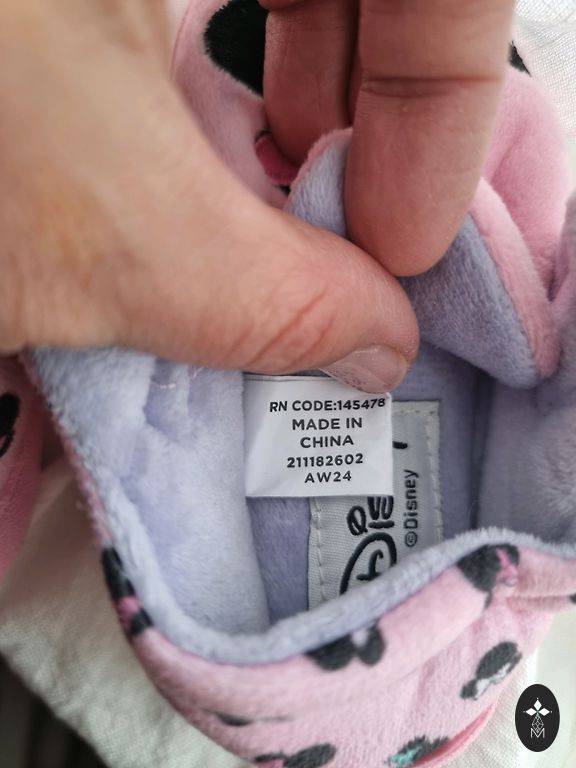 RN CODE:145478
MADE IN
CHINA
211182602
AW24
©Disney